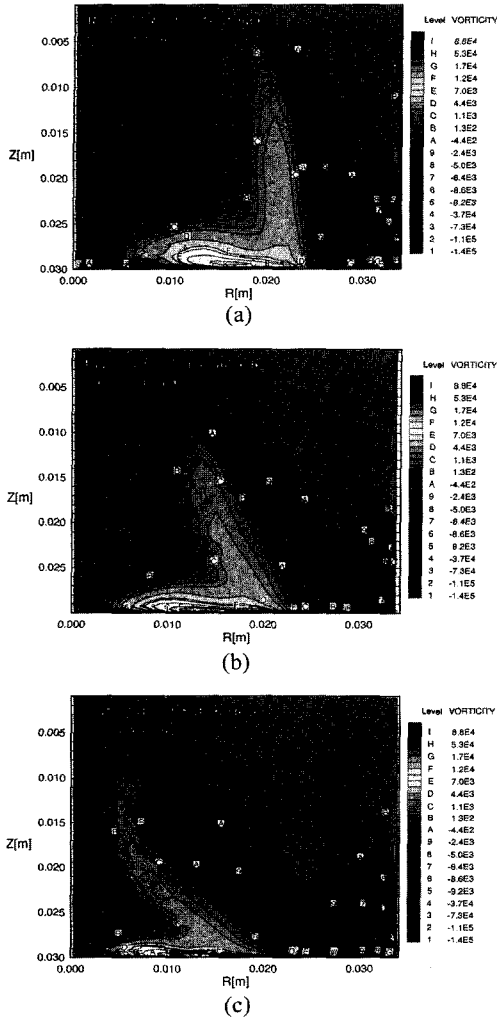 Level VORTICITY
I 8.8E4
H 5.3E4
G 1.7E4
F 1.2E4
E 7.0E3
D 4.4E3
C 1.1E3
B 1.3E2
A -4.4E2
9 -2.4E3
8 -5.0E3
7 -6.4E3
6 -8.6E3
5 -9.2E3
4 -3.7E4
3 -7.3E4
2 -1.1E5
1 -1.4E5
0.005
0.010
0.015
Z[m]
0.020
0.025
0.030
0.000 0.010 0.020 0.030
R[m]
(a)
Level VORTICITY
I 8.8E4
H 5.3E4
G 1.7E4
F 1.2E4
E 7.0E3
D 4.4E3
C 1.1E3
B 1.3E2
A -4.4E2
9 -2.4E3
8 -5.0E3
7 -6.4E3
6 -8.6E3
5 9.2E3
4 -3.7E4
3 -7.3E4
2 -1.1E5
1 -1.4E5
0.005
0.010
0.015
Z[m]
0.020
0.025
0.000 0.010 0.020 0.030
R[m]
(b)
Level VORTICITY
I 8.8E4
H 5.3E4
G 1.7E4
F 1.2E4
E 7.0E3
D 4.4E3
C 1.1E3
B 1.3E2
A -4.4E2
9 -2.4E3
8 -5.0E3
7 -6.4E3
6 -8.6E3
5 -9.2E3
4 -3.7E4
3 -7.3E4
2 -1.1E5
1 -1.4E5
0.005
0.010
0.015
Z[m]
0.020
0.025
0.030
0.000 0.010 0.020 0.030
R[m]
(c)